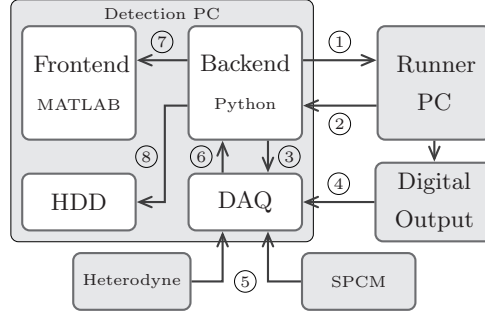 Detection PC
Frontend
MATLAB
⑦
Backend
Python
①
②
Runner
PC
⑧
⑥
③
HDD
DAQ
④
Digital
Output
Heterodyne
⑤
SPCM